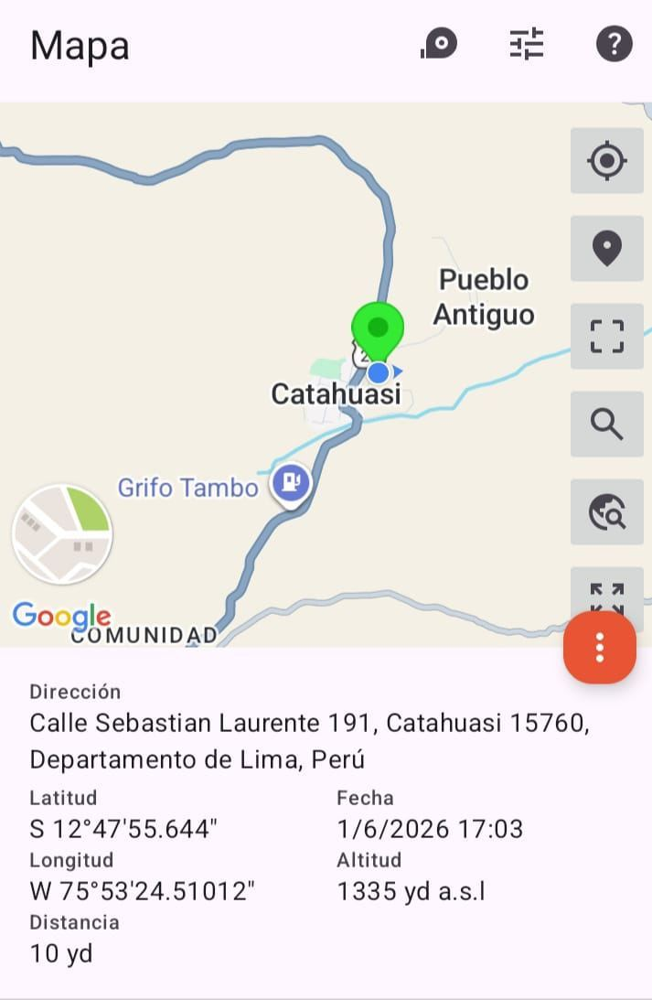 Mapa
Pueblo
Antiguo
2
Catahuasi
Grifo Tambo
Google
COMUNIDAD
Dirección
Calle Sebastian Laurente 191, Catahuasi 15760,
Departamento de Lima, Perú
Latitud
Fecha
S 12°47'55.644"
1/6/2026 17:03
Longitud
Altitud
W 75°53'24.51012"
1335 yd a.s.l
Distancia
10 yd